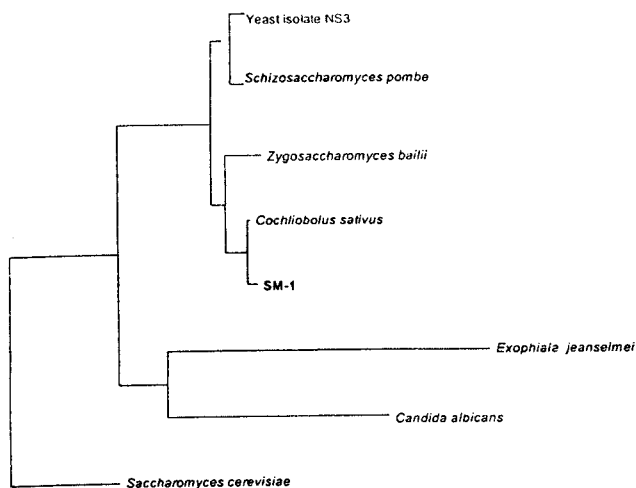 Yeast isolate NS3
Schizosaccharomyces pombe
Zygosaccharomyces bailii
Cochliobolus sativus
SM-1
Exophiala jeanselmei
Candida albicans
Saccharomyces cerevisiae